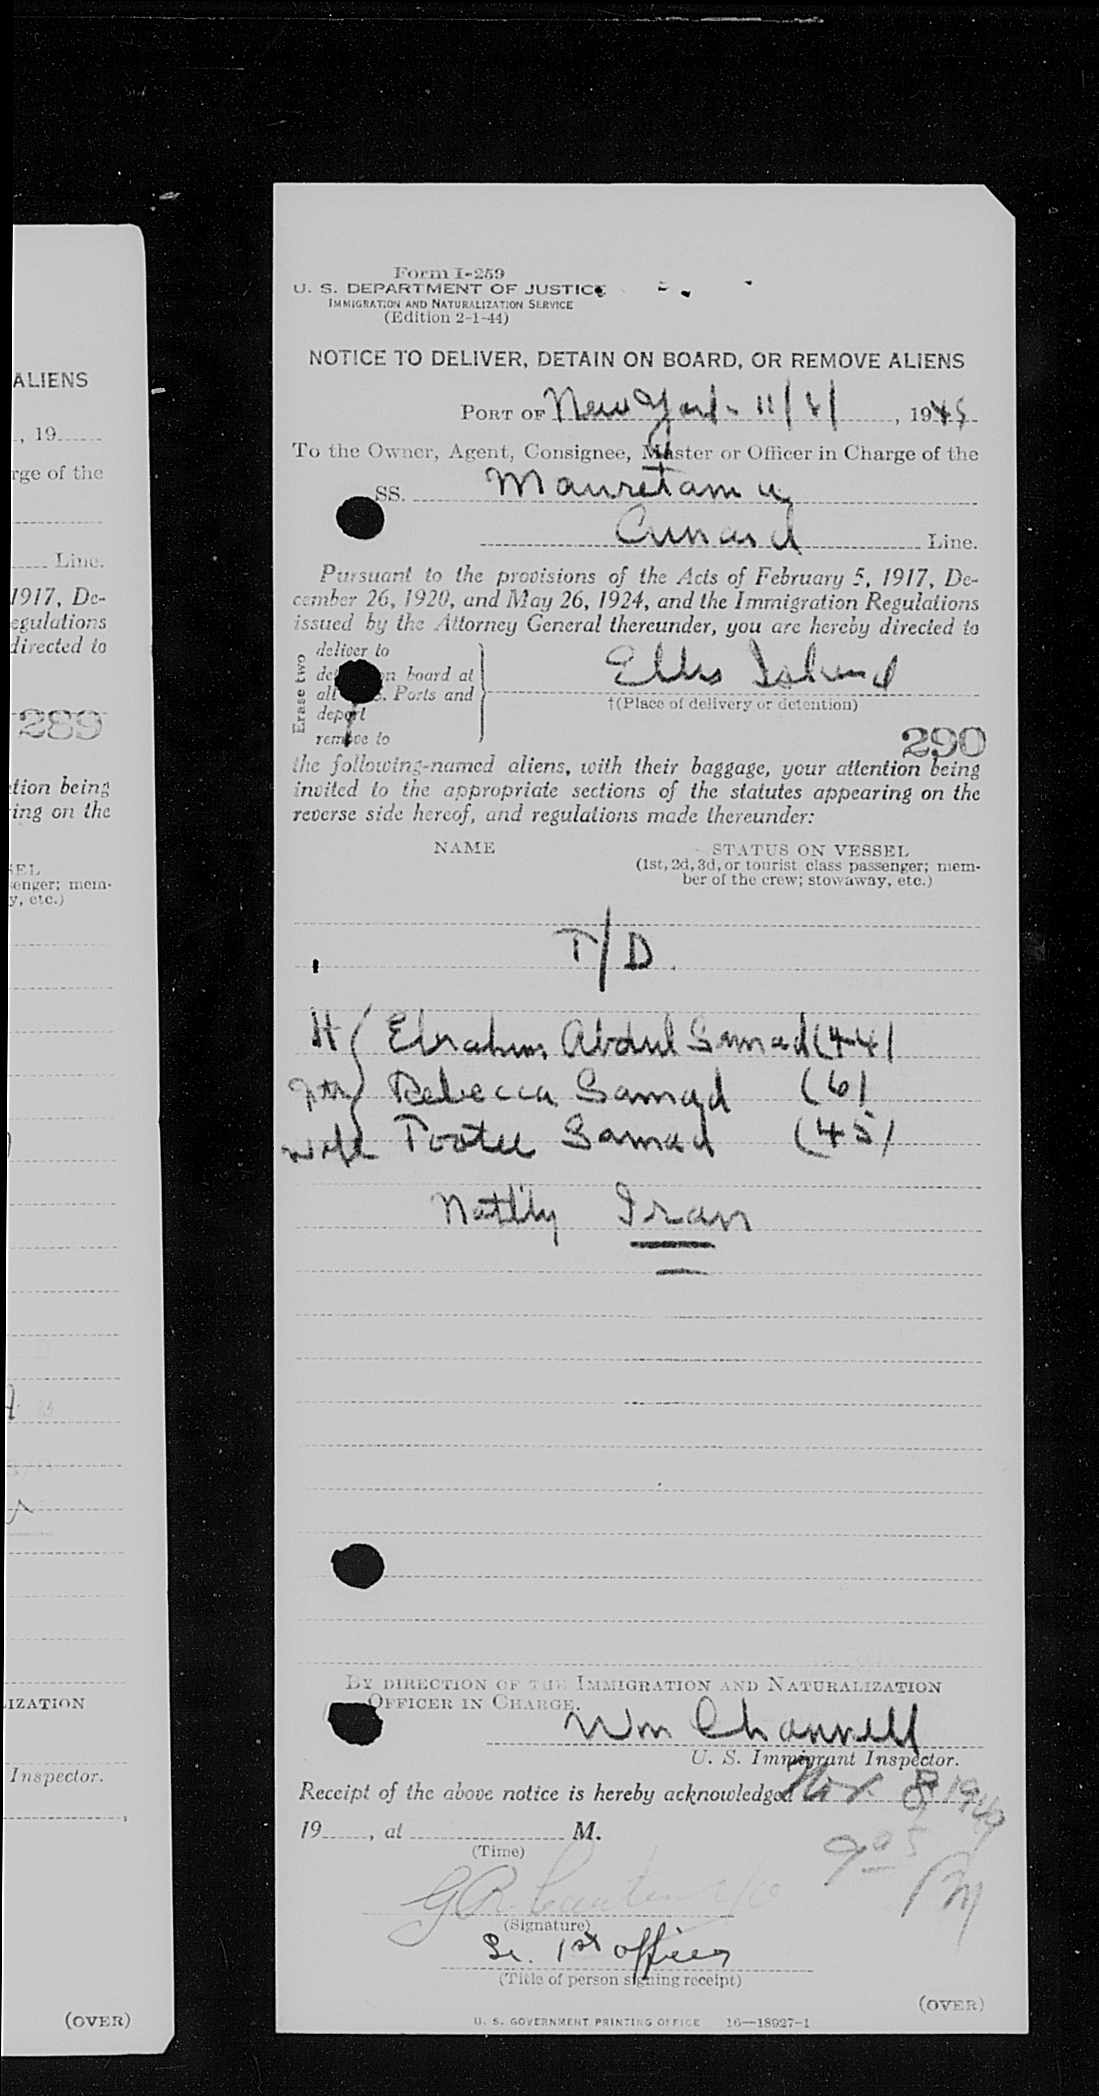 ALIENS
, 19
rge of the
Line.
1917, De-
egulations
directed to
289
tion being
ing on the
SEL
senger; mem-
y, etc.)
IZATION
Inspector.
(OVER)
Form I-259
U. S. DEPARTMENT OF JUSTICE
IMMIGRATION AND NATURALIZATION SERVICE
(Edition 2-1-44)
NOTICE TO DELIVER, DETAIN ON BOARD, OR REMOVE ALIENS
PORT OF New York 11/8/, 1945
To the Owner, Agent, Consignee, Master or Officer in Charge of the
SS. Mauretania
Cunard Line.
Pursuant to the provisions of the Acts of February 5, 1917, De-
cember 26, 1920, and May 26, 1924, and the Immigration Regulations
issued by the Attorney General thereunder, you are hereby directed to
Erase two
deliver to
on board at
Ports and
deport
remove to
Ellis Island
†(Place of delivery or detention)
290
the following-named aliens, with their baggage, your attention being
invited to the appropriate sections of the statutes appearing on the
reverse side hereof, and regulations made thereunder:
NAME STATUS ON VESSEL
(1st, 2d, 3d, or tourist class passenger; mem-
ber of the crew; stowaway, etc.)
T/D.
H Ebrahim Abdul Samad (44)
Rebecca Samad (6)
wife Tootee Samad (45)
Natlity Iran
BY DIRECTION OF THE IMMIGRATION AND NATURALIZATION
OFFICER IN CHARGE.
Wm Channell
U. S. Immigrant Inspector.
Receipt of the above notice is hereby acknowledged Nov. 8
19, at M.
(Time)
(Signature)
Sr. 1st officer
(Title of person signing receipt)
(OVER)
U. S. GOVERNMENT PRINTING OFFICE 16—18927-1